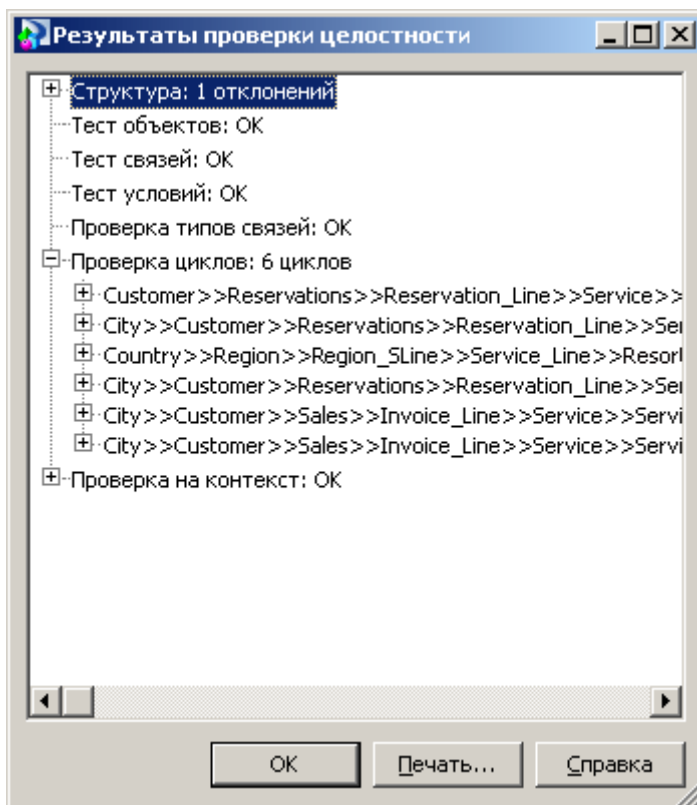 Результаты проверки целостности
Структура: 1 отклонений
Тест объектов: OK
Тест связей: OK
Тест условий: OK
Проверка типов связей: OK
Проверка циклов: 6 циклов
Customer>>Reservations>>Reservation_Line>>Service>>
City>>Customer>>Reservations>>Reservation_Line>>Ser
Country>>Region>>Region_SLine>>Service_Line>>Resort
City>>Customer>>Reservations>>Reservation_Line>>Ser
City>>Customer>>Sales>>Invoice_Line>>Service>>Servi
City>>Customer>>Sales>>Invoice_Line>>Service>>Servi
Проверка на контекст: OK
OK Печать... Справка